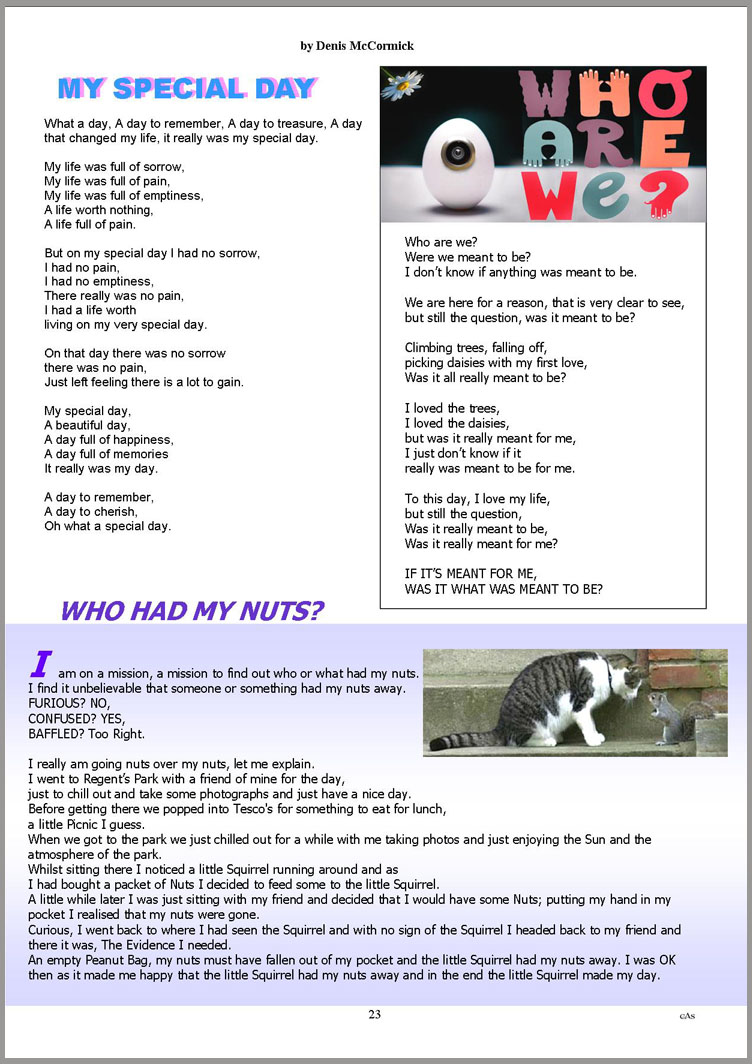 by Denis McCormick
MY SPECIAL DAY
What a day, A day to remember, A day to treasure, A day
that changed my life, it really was my special day.
My life was full of sorrow,
My life was full of pain,
My life was full of emptiness,
A life worth nothing,
A life full of pain.
But on my special day I had no sorrow,
I had no pain,
I had no emptiness,
There really was no pain,
I had a life worth
living on my very special day.
On that day there was no sorrow
there was no pain,
Just left feeling there is a lot to gain.
My special day,
A beautiful day,
A day full of happiness,
A day full of memories
It really was my day.
A day to remember,
A day to cherish,
Oh what a special day.
WHO
ARE
We?
Who are we?
Were we meant to be?
I don't know if anything was meant to be.
We are here for a reason, that is very clear to see,
but still the question, was it meant to be?
Climbing trees, falling off,
picking daisies with my first love,
Was it all really meant to be?
I loved the trees,
I loved the daisies,
but was it really meant for me,
I just don't know if it
really was meant to be for me.
To this day, I love my life,
but still the question,
Was it really meant to be,
Was it really meant for me?
IF IT'S MEANT FOR ME,
WAS IT WHAT WAS MEANT TO BE?
WHO HAD MY NUTS?
I am on a mission, a mission to find out who or what had my nuts.
I find it unbelievable that someone or something had my nuts away.
FURIOUS? NO,
CONFUSED? YES,
BAFFLED? Too Right.
I really am going nuts over my nuts, let me explain.
I went to Regent's Park with a friend of mine for the day,
just to chill out and take some photographs and just have a nice day.
Before getting there we popped into Tesco's for something to eat for lunch,
a little Picnic I guess.
When we got to the park we just chilled out for a while with me taking photos and just enjoying the Sun and the
atmosphere of the park.
Whilst sitting there I noticed a little Squirrel running around and as
I had bought a packet of Nuts I decided to feed some to the little Squirrel.
A little while later I was just sitting with my friend and decided that I would have some Nuts; putting my hand in my
pocket I realised that my nuts were gone.
Curious, I went back to where I had seen the Squirrel and with no sign of the Squirrel I headed back to my friend and
there it was, The Evidence I needed.
An empty Peanut Bag, my nuts must have fallen out of my pocket and the little Squirrel had my nuts away. I was OK
then as it made me happy that the little Squirrel had my nuts away and in the end the little Squirrel made my day.
23
GAS